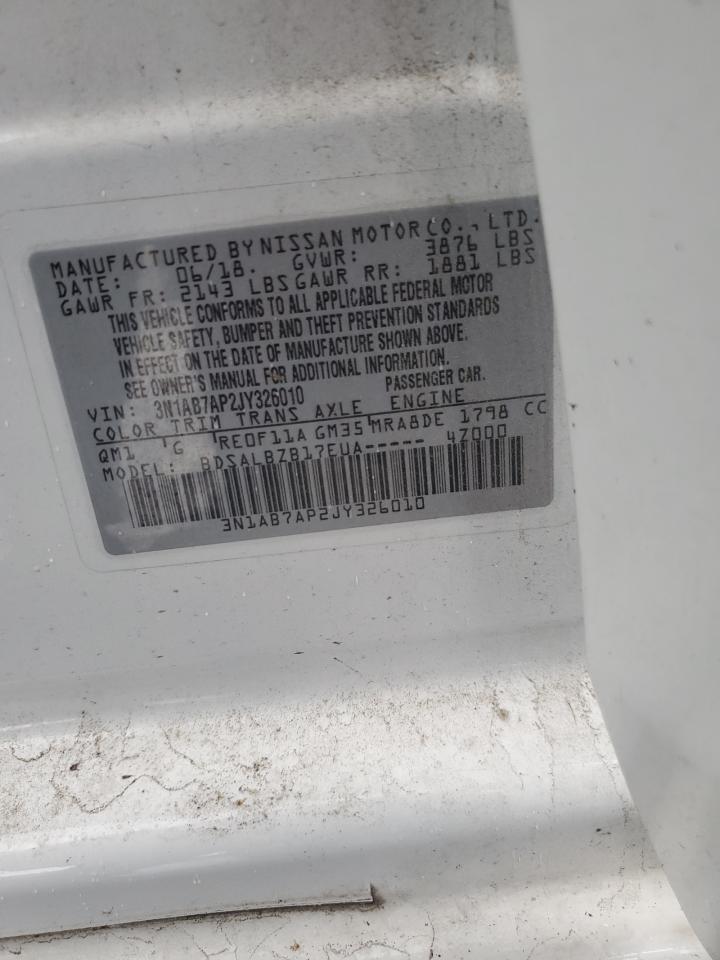 MANUFACTURED BY NISSAN MOTOR CO., LTD.
DATE: 06/18. GVWR: 3876 LBS
GAWR FR: 2143 LBS GAWR RR: 1881 LBS
THIS VEHICLE CONFORMS TO ALL APPLICABLE FEDERAL MOTOR
VEHICLE SAFETY, BUMPER AND THEFT PREVENTION STANDARDS
IN EFFECT ON THE DATE OF MANUFACTURE SHOWN ABOVE.
SEE OWNER'S MANUAL FOR ADDITIONAL INFORMATION.
VIN: 3N1AB7AP2JY326010 PASSENGER CAR.
COLOR TRIM TRANS AXLE ENGINE
QM1 G RE0F11A GM35 MRA8DE 1798 CC
MODEL: BDSALBZB17EUA----- 4Z000
3N1AB7AP2JY326010